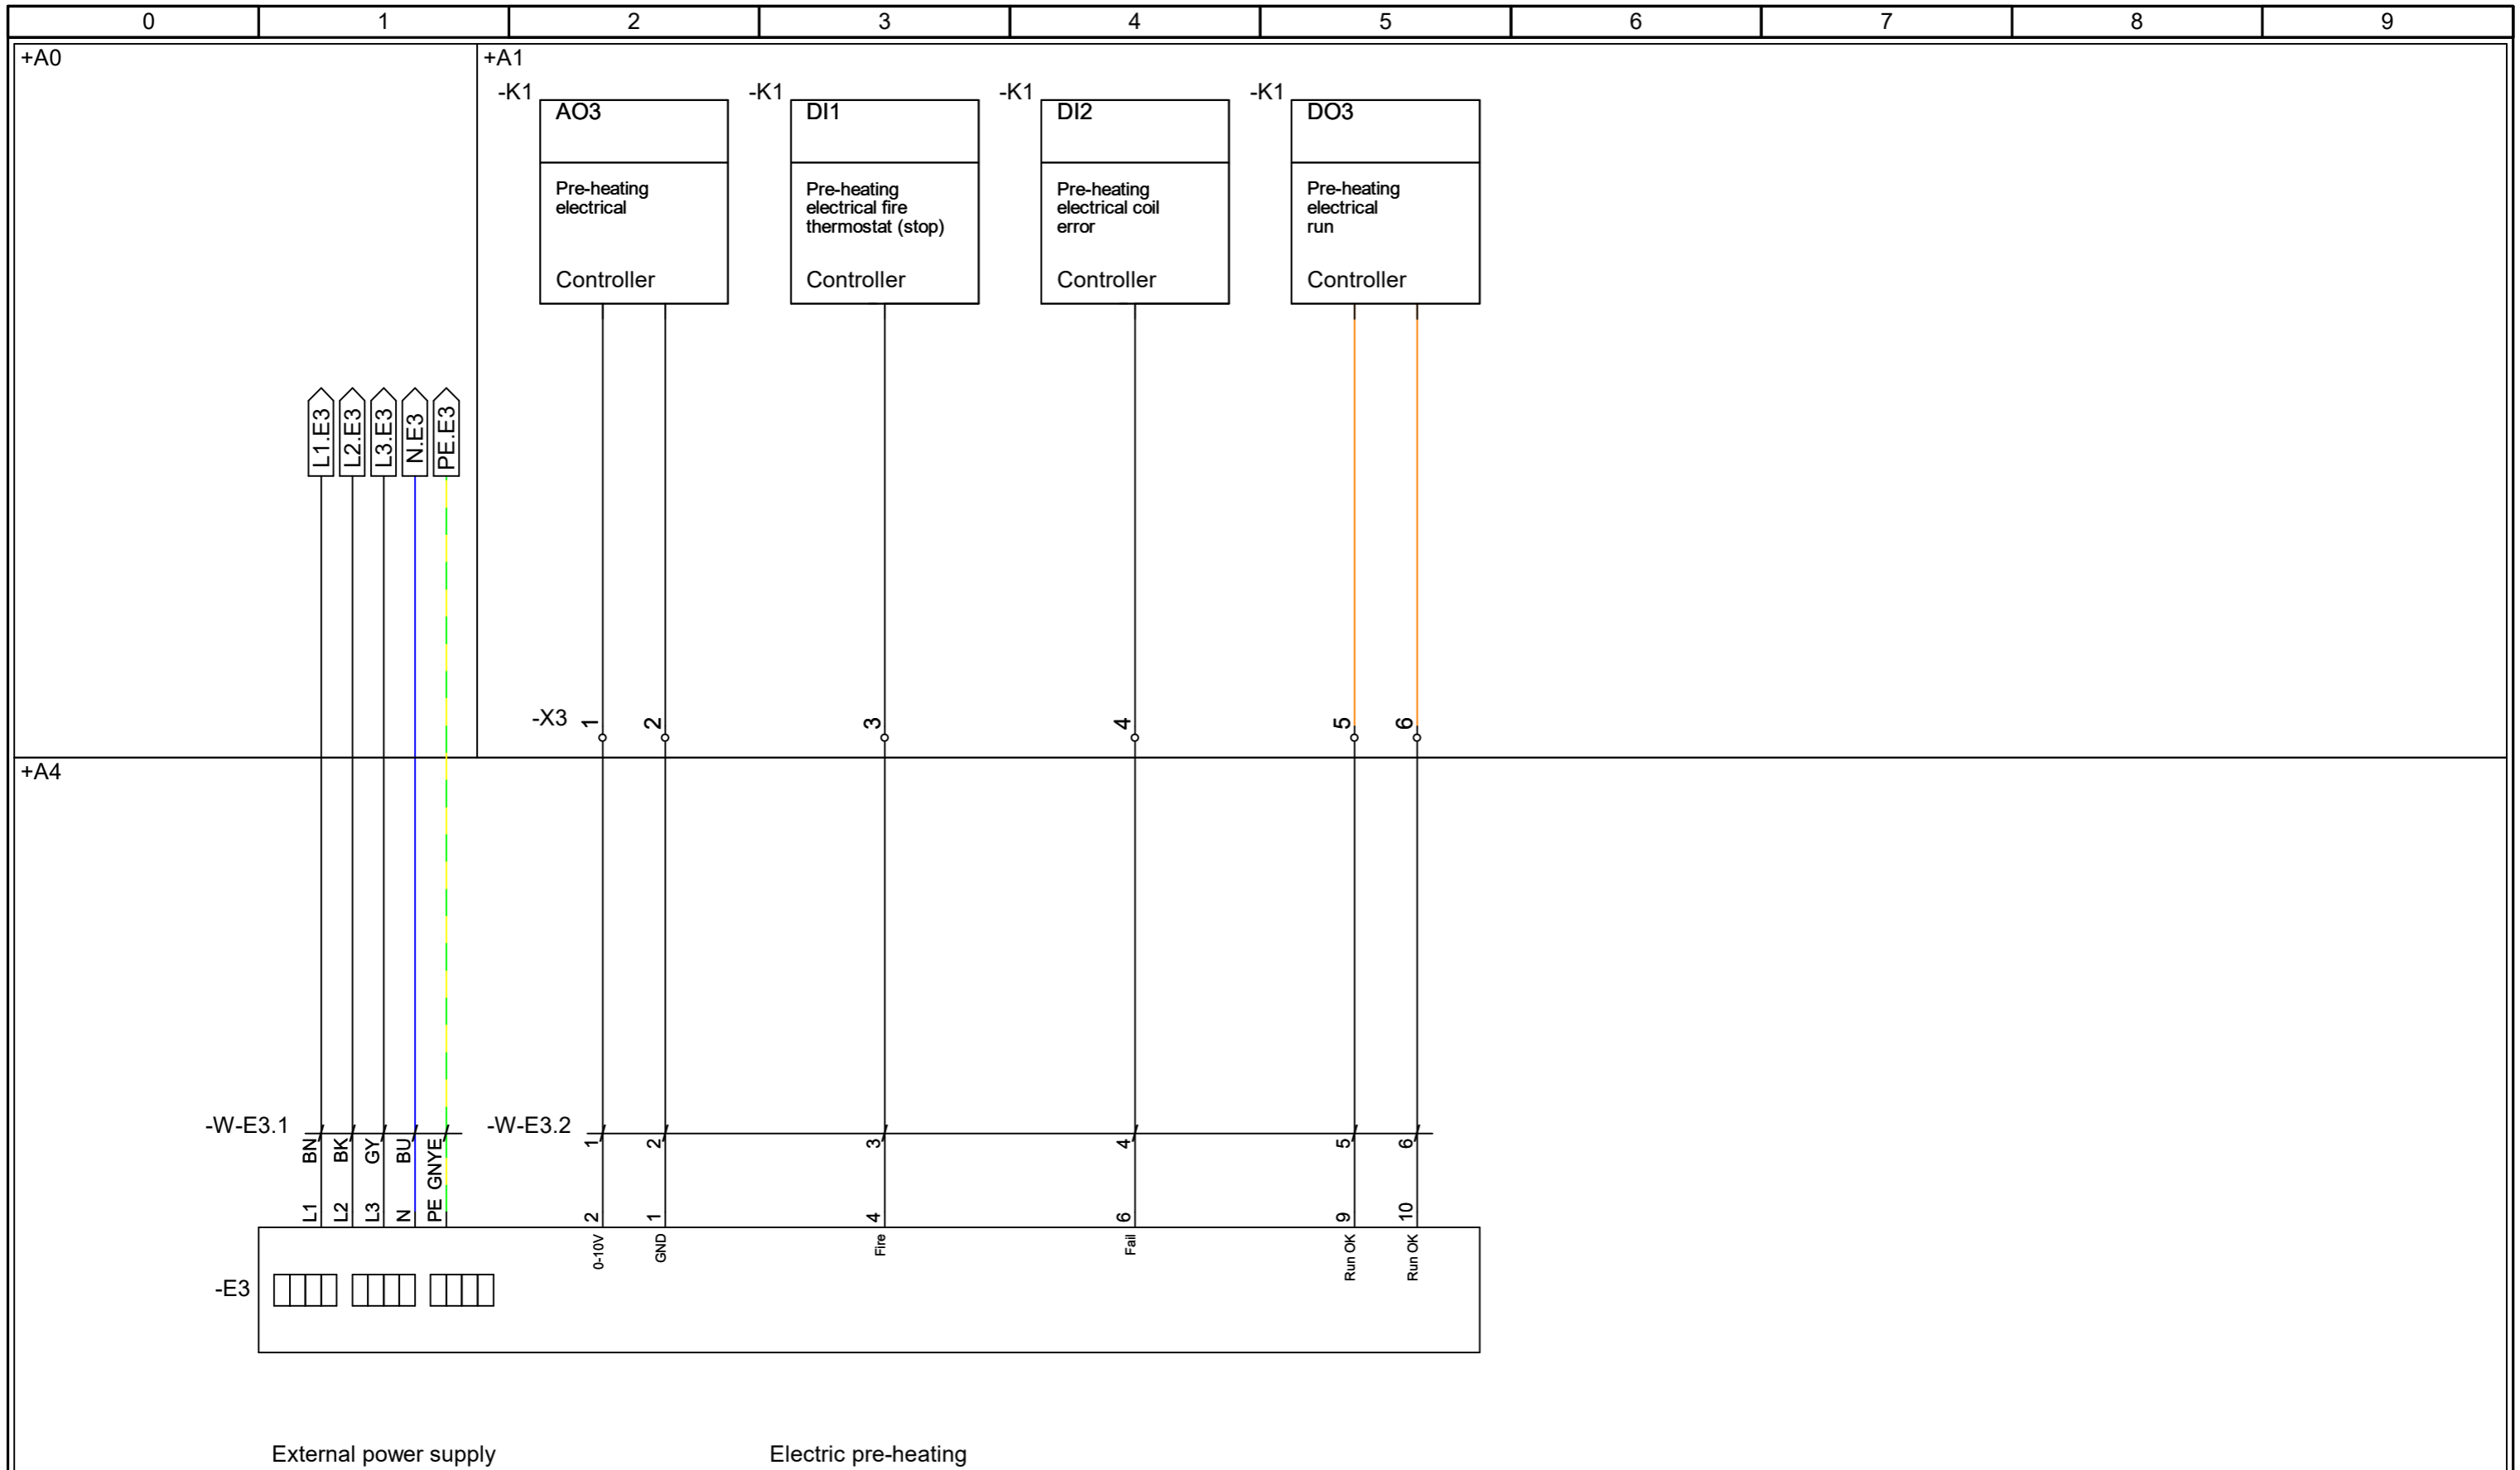 0 1 2 3 4 5 6 7 8 9
+A0 +A1
-K1 -K1 -K1 -K1
AO3 DI1 DI2 DO3
Pre-heating
electrical
Controller
Pre-heating
electrical fire
thermostat (stop)
Controller
Pre-heating
electrical coil
error
Controller
Pre-heating
electrical
run
Controller
L1.E3
L2.E3
L3.E3
N.E3
PE.E3
-X3 1 2 3 4 5 6
+A4
-W-E3.1
BN BK GY BU GNYE
L1 L2 L3 N PE
-W-E3.2
1 2 3 4 5 6
2 1 4 6 9 10
0-10V
GND
Fire
Fail
Run OK
Run OK
-E3
External power supply
Electric pre-heating